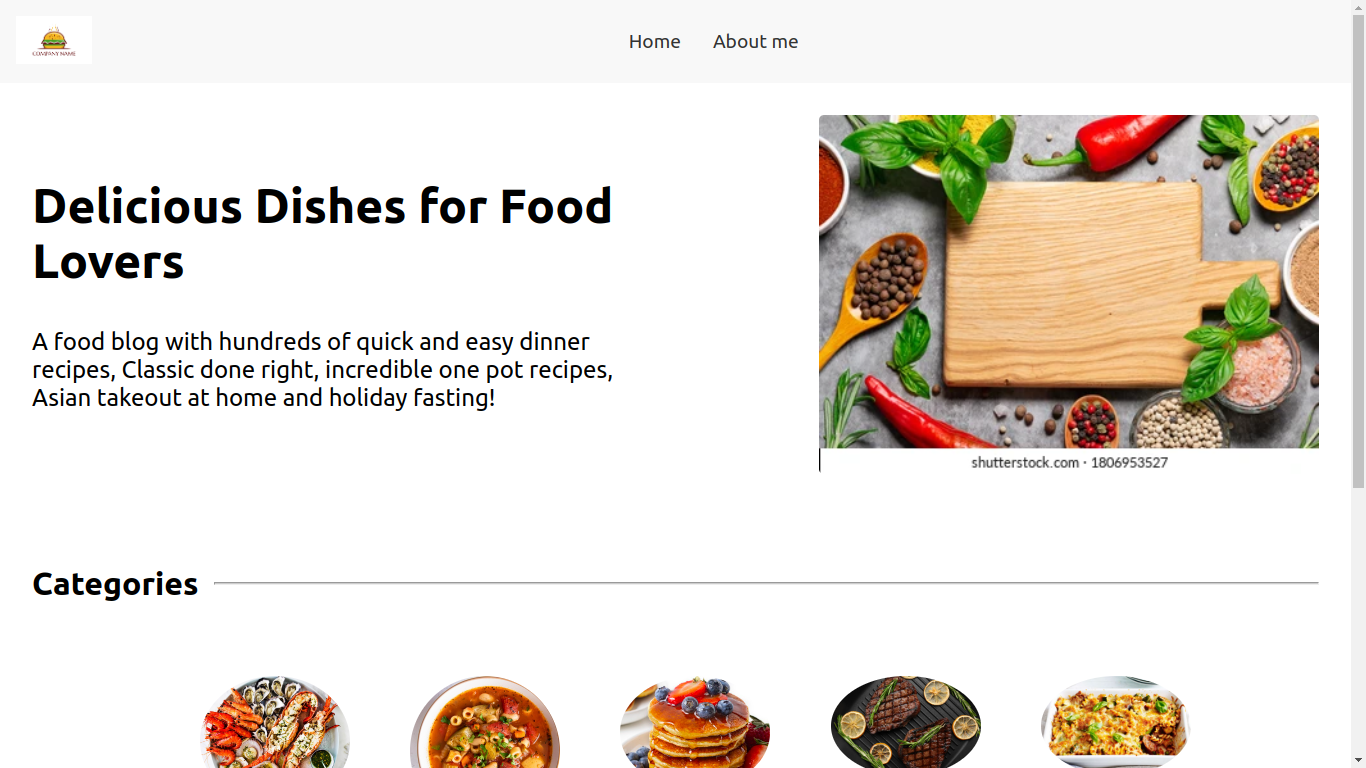 COMPANY NAME
Home
About me
Delicious Dishes for Food
Lovers
A food blog with hundreds of quick and easy dinner
recipes, Classic done right, incredible one pot recipes,
Asian takeout at home and holiday fasting!
shutterstock.com · 1806953527
Categories